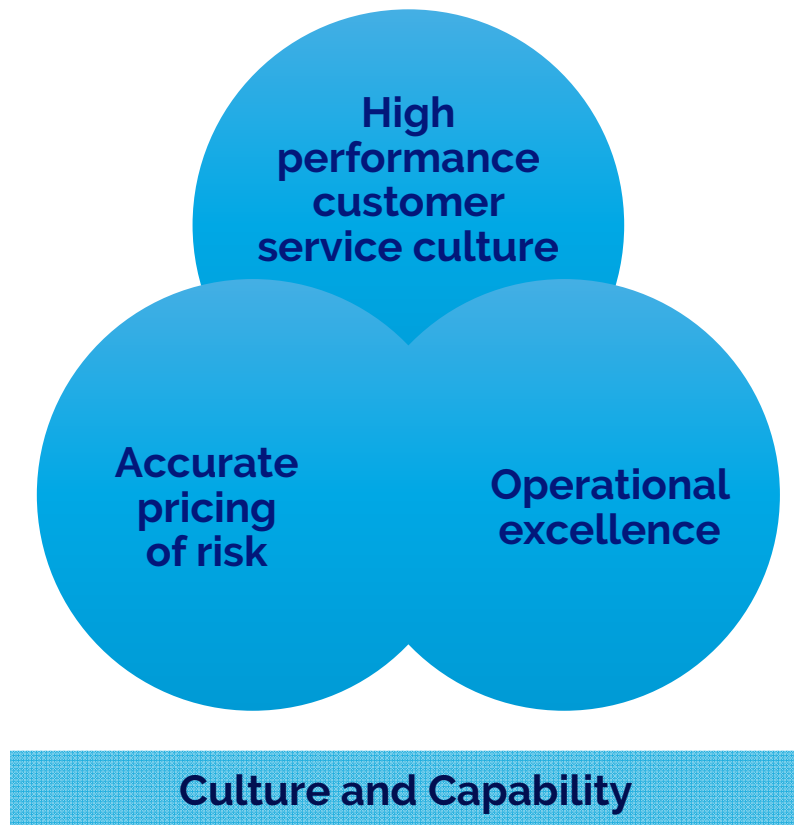 High
performance
customer
service culture
Accurate
pricing
of risk
Operational
excellence
Culture and Capability